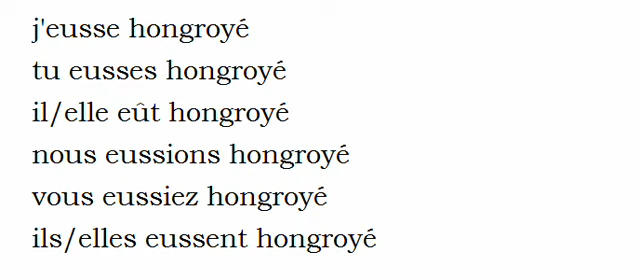 j'eusse hongroyé
tu eusses hongroyé
il/elle eût hongroyé
nous eussions hongroyé
vous eussiez hongroyé
ils/elles eussent hongroyé